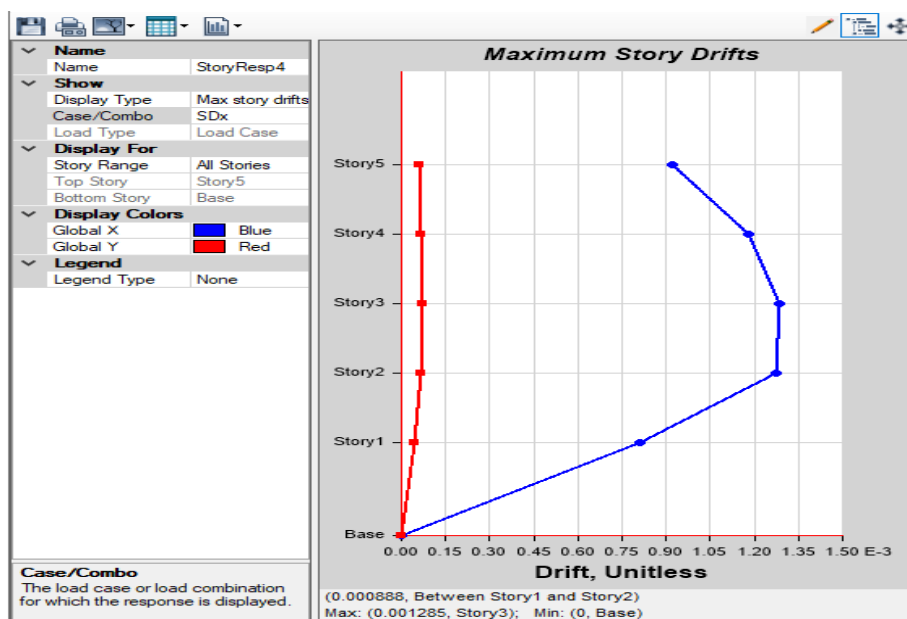 Name
Name StoryResp4
Show
Display Type Max story drifts
Case/Combo SDx
Load Type Load Case
Display For
Story Range All Stories
Top Story Story5
Bottom Story Base
Display Colors
Global X Blue
Global Y Red
Legend
Legend Type None
Case/Combo
The load case or load combination
for which the response is displayed.
Maximum Story Drifts
Story5
Story4
Story3
Story2
Story1
Base
0.00 0.15 0.30 0.45 0.60 0.75 0.90 1.05 1.20 1.35 1.50 E-3
Drift, Unitless
(0.000888, Between Story1 and Story2)
Max: (0.001285, Story3); Min: (0, Base)